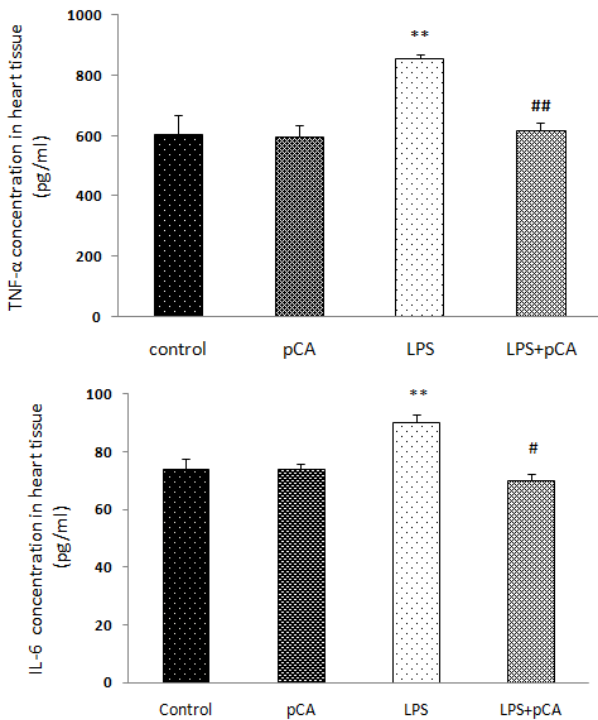 TNF-α concentration in heart tissue
(pg/ml)
1000
800
600
400
200
0
**
##
control pCA LPS LPS+pCA
IL-6 concentration in heart tissue
(pg/ml)
100
80
60
40
20
0
**
#
Control pCA LPS LPS+pCA